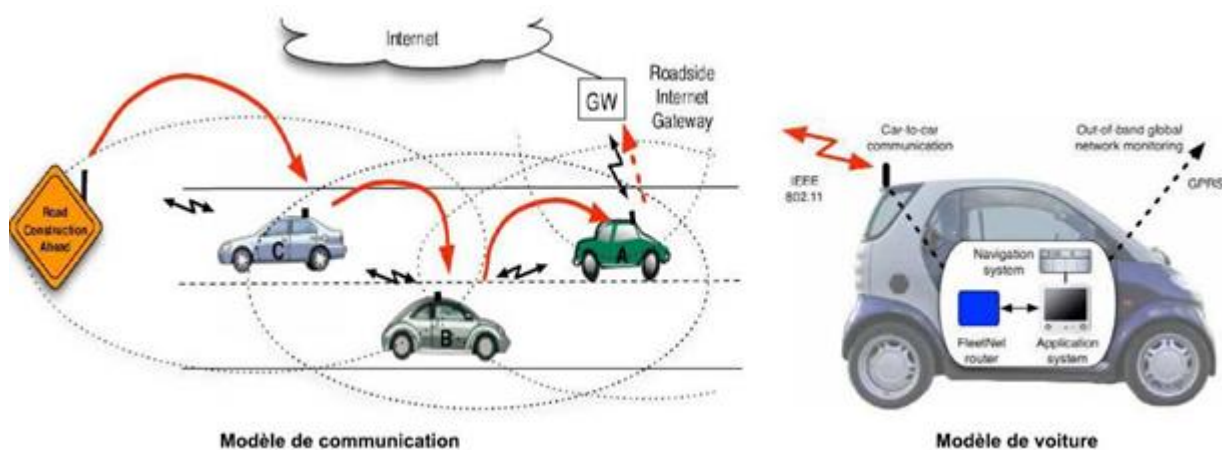 Internet
GW
Roadside
Internet
Gateway
Road
Construction
Ahead
C
B
A
Modèle de communication
Car-to-car
communication
Out-of-band global
network monitoring
IEEE
802.11
GPRS
Navigation
system
FleetNet
router
Application
system
Modèle de voiture